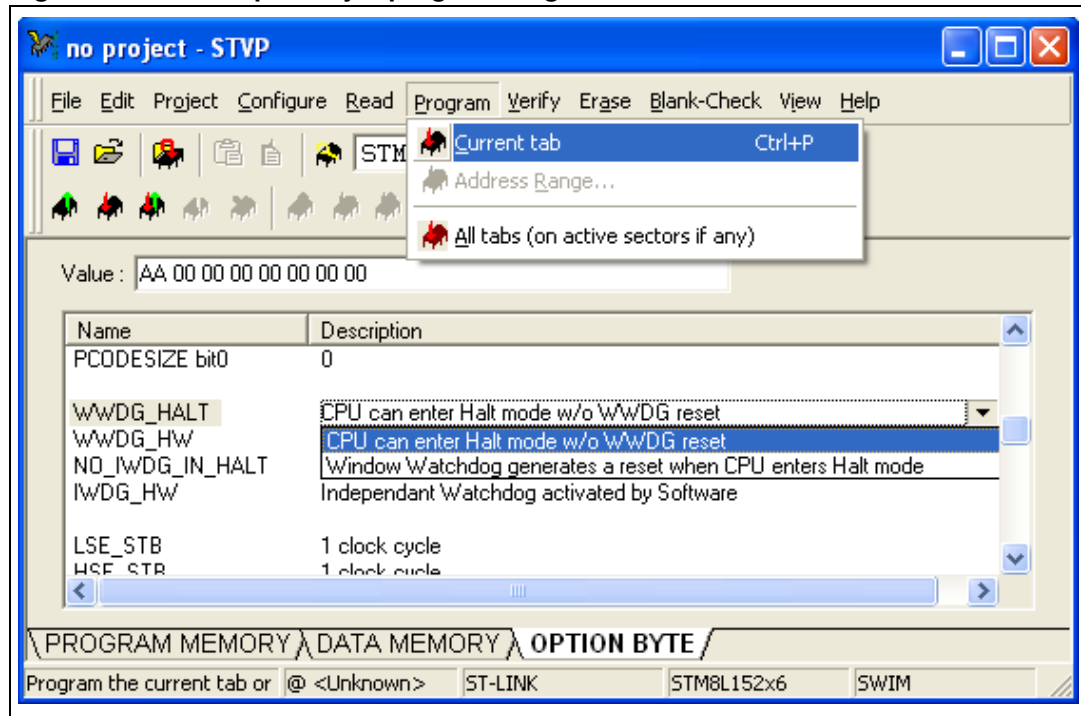 no project - STVP
File Edit Project Configure Read Program Verify Erase Blank-Check View Help
STM
Current tab Ctrl+P
Address Range...
All tabs (on active sectors if any)
Value : AA 00 00 00 00 00 00 00
Name Description
PCODESIZE bit0 0
WWDG_HALT CPU can enter Halt mode w/o WWDG reset
WWDG_HW CPU can enter Halt mode w/o WWDG reset
NO_IWDG_IN_HALT Window Watchdog generates a reset when CPU enters Halt mode
IWDG_HW Independant Watchdog activated by Software
LSE_STB 1 clock cycle
HSE_STB 1 clock cycle
PROGRAM MEMORY DATA MEMORY OPTION BYTE
Program the current tab or @ <Unknown> ST-LINK STM8L152x6 SWIM